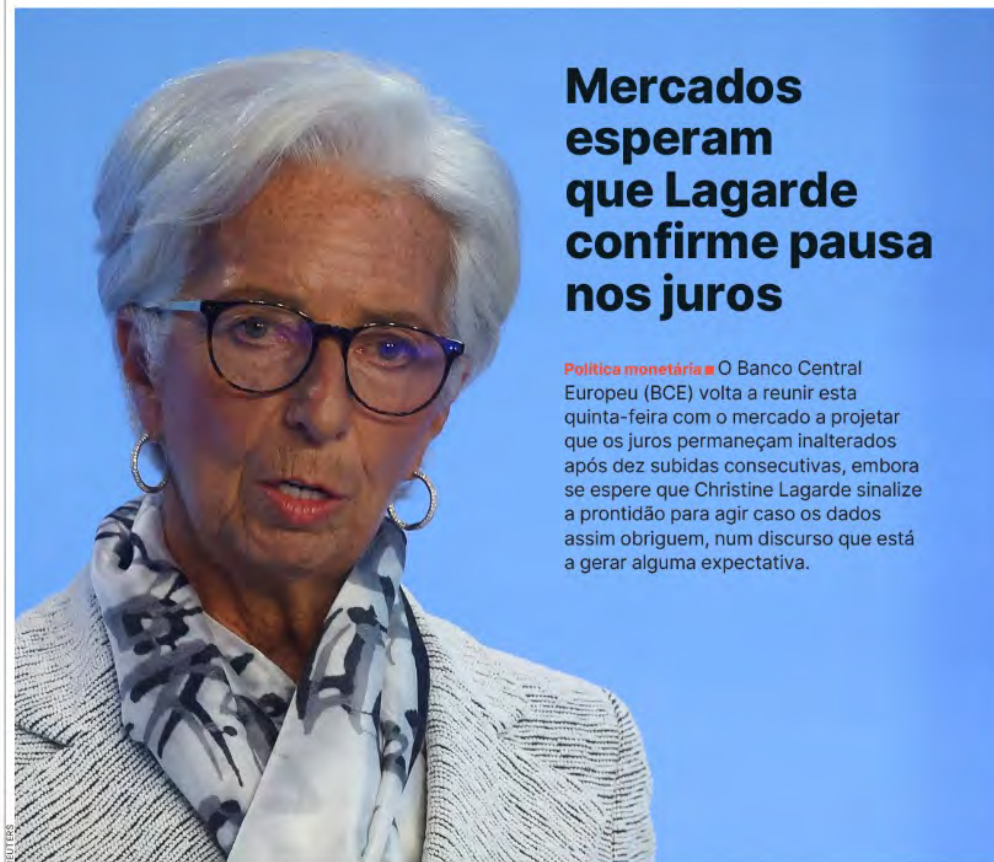 Mercados
esperam
que Lagarde
confirme pausa
nos juros
Política monetária ■ O Banco Central
Europeu (BCE) volta a reunir esta
quinta-feira com o mercado a projetar
que os juros permaneçam inalterados
após dez subidas consecutivas, embora
se espere que Christine Lagarde sinalize
a prontidão para agir caso os dados
assim obriguem, num discurso que está
a gerar alguma expectativa.
REUTERS